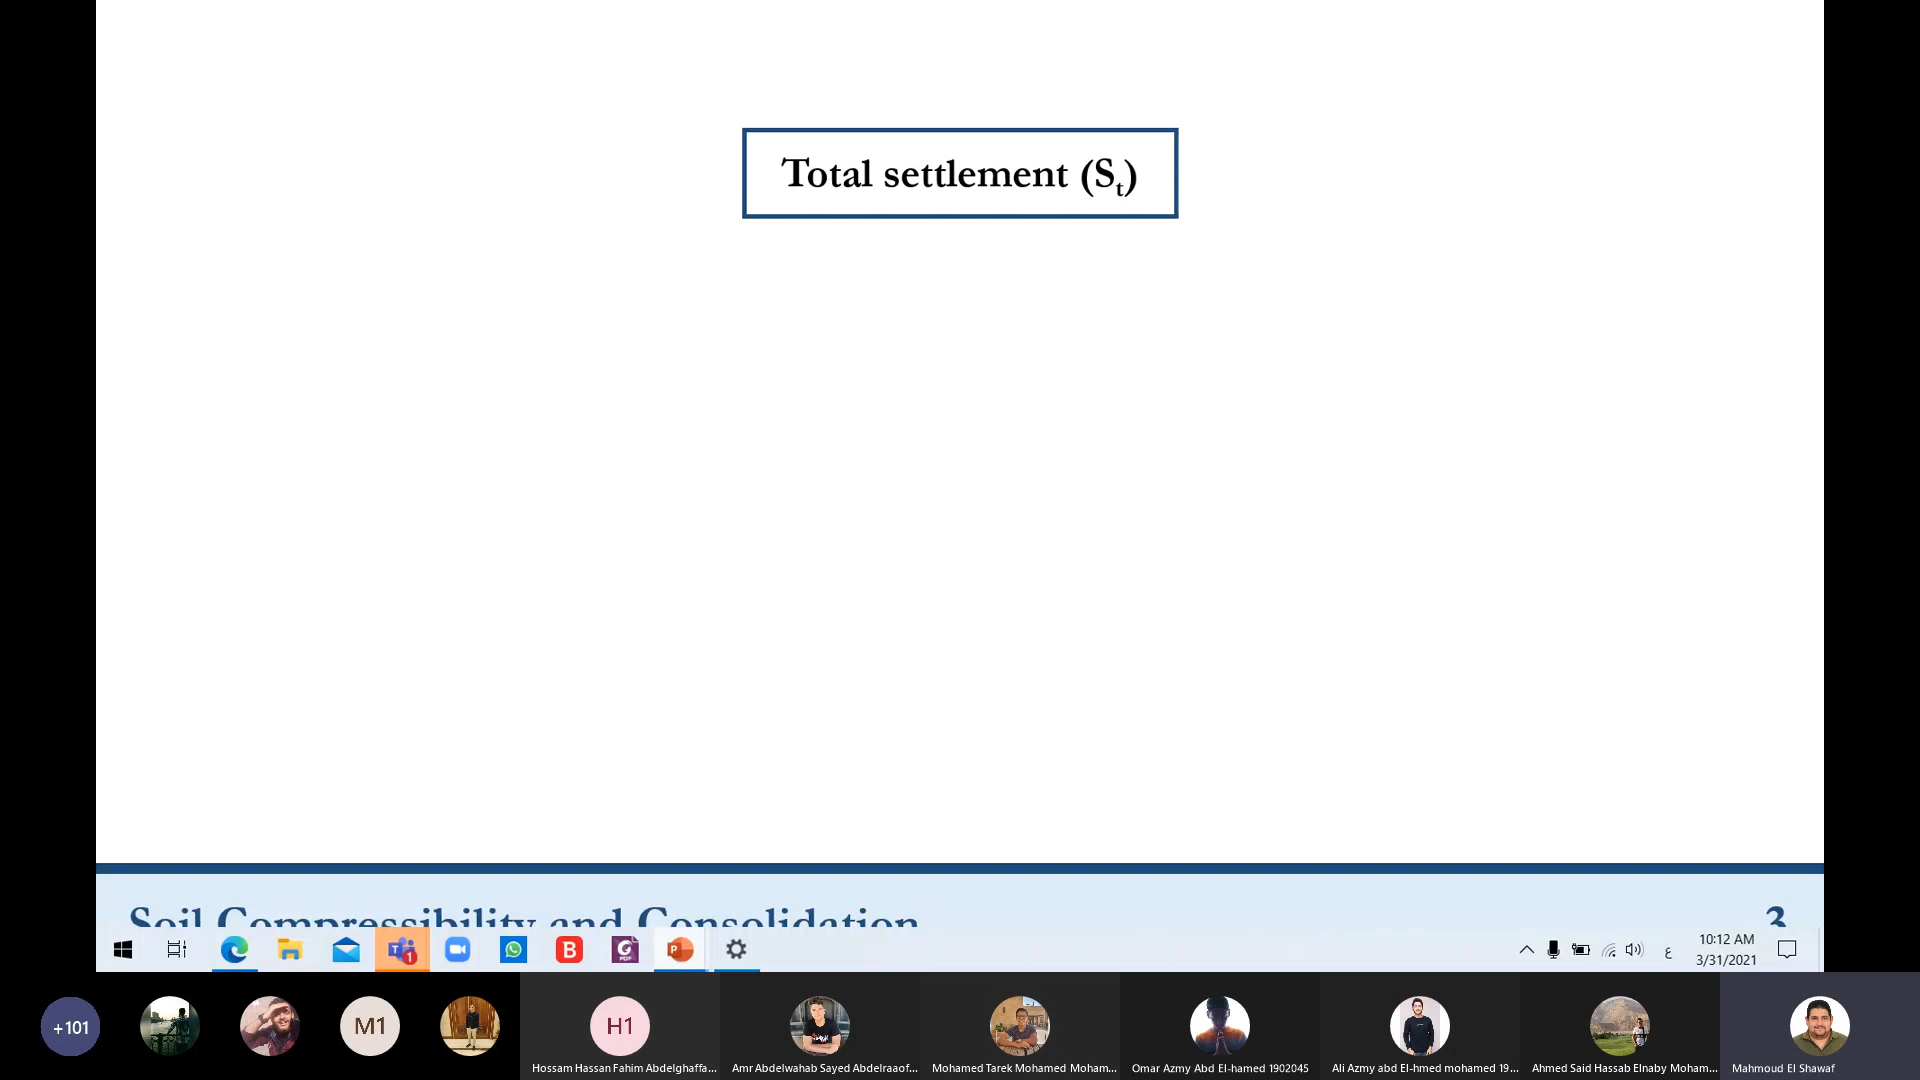 Total settlement (St)
Soil Compressibility and Consolidation
3
1
B
G
PDF
P
ع
10:12 AM
3/31/2021
+101
M1
H1
Hossam Hassan Fahim Abdelghaffa...
Amr Abdelwahab Sayed Abdelraaof...
Mohamed Tarek Mohamed Moham...
Omar Azmy Abd El-hamed 1902045
Ali Azmy abd El-hmed mohamed 19...
Ahmed Said Hassab Elnaby Moham...
Mahmoud El Shawaf